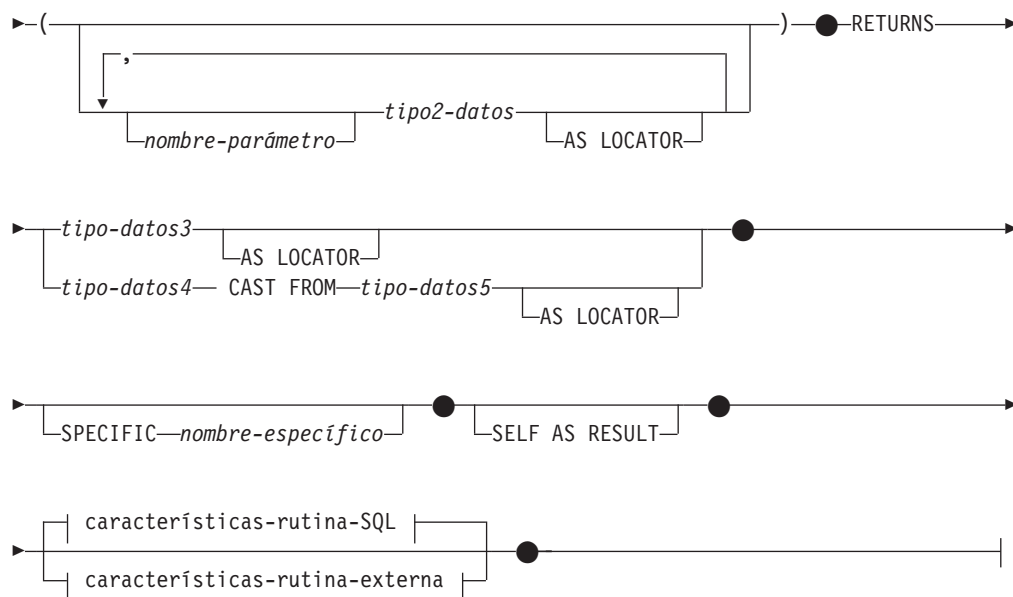 ( ) RETURNS
,
nombre-parámetro tipo2-datos AS LOCATOR
tipo-datos3 AS LOCATOR
tipo-datos4 CAST FROM tipo-datos5 AS LOCATOR
SPECIFIC nombre-específico SELF AS RESULT
características-rutina-SQL
características-rutina-externa